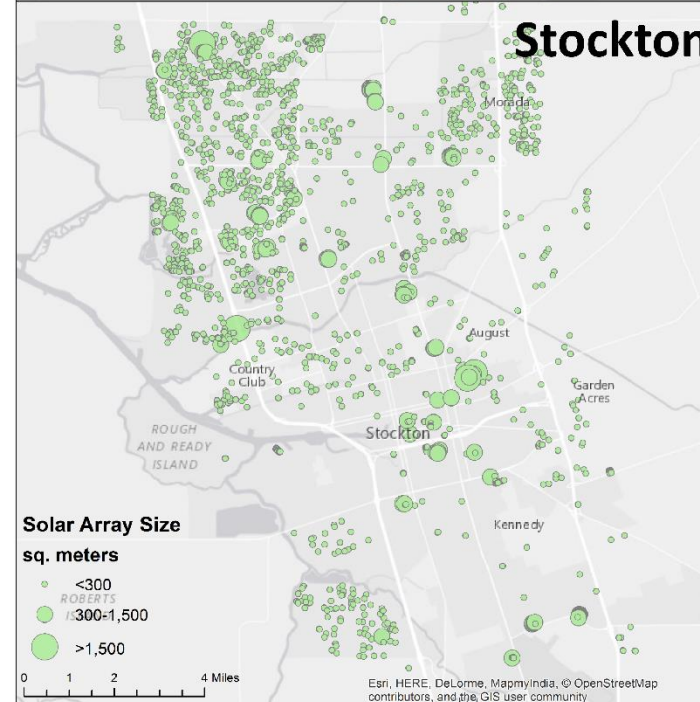 Stockton
Morada
August
Country
Club
Garden
Acres
ROUGH
AND READY
ISLAND
Stockton
Kennedy
Solar Array Size
sq. meters
<300
ROBERTS
300-1,500
>1,500
0 1 2 4 Miles
Esri, HERE, DeLorme, MapmyIndia, © OpenStreetMap
contributors, and the GIS user community